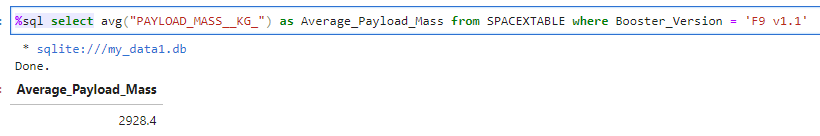 %sql select avg("PAYLOAD_MASS__KG_") as Average_Payload_Mass from SPACEXTABLE where Booster_Version = 'F9 v1.1'
* sqlite:///my_data1.db
Done.
Average_Payload_Mass
2928.4